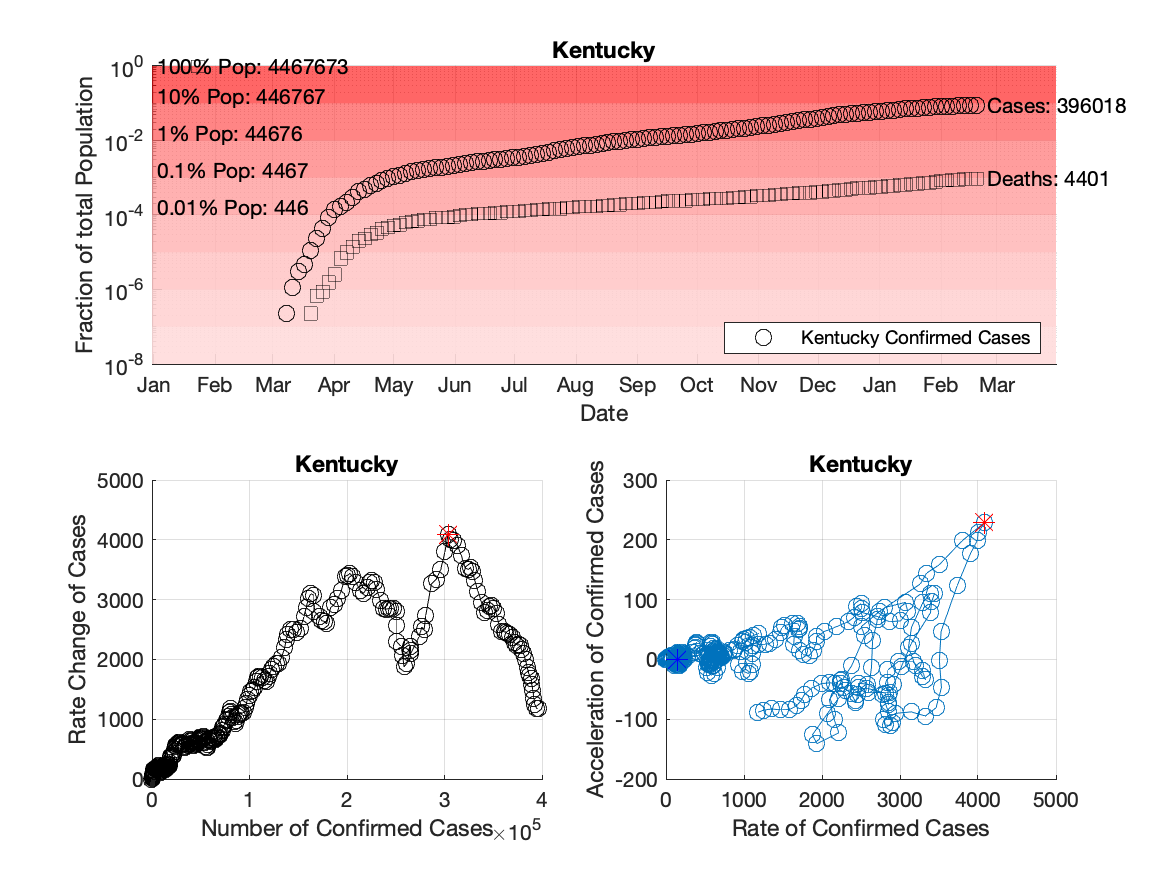 Kentucky
100% Pop: 4467673
10% Pop: 446767
1% Pop: 44676
0.1% Pop: 4467
0.01% Pop: 446
Cases: 396018
Deaths: 4401
Kentucky Confirmed Cases
Fraction of total Population
10^0
10^-2
10^-4
10^-6
10^-8
Jan Feb Mar Apr May Jun Jul Aug Sep Oct Nov Dec Jan Feb Mar
Date
Kentucky
Rate Change of Cases
5000
4000
3000
2000
1000
0
0 1 2 3 4
Number of Confirmed Cases ×10^5
Kentucky
Acceleration of Confirmed Cases
300
200
100
0
-100
-200
0 1000 2000 3000 4000 5000
Rate of Confirmed Cases